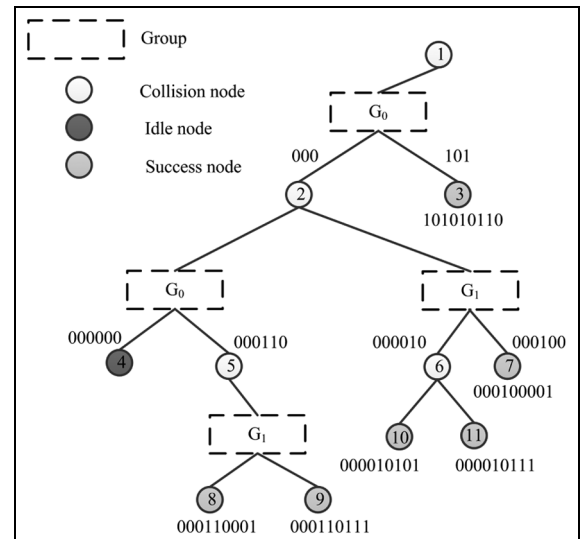 Group
Collision node
Idle node
Success node
1
G₀
000
101
2
3
101010110
G₀
G₁
000000
000110
000010
000100
4
5
6
7
000100001
G₁
10
11
000010101
000010111
8
9
000110001
000110111